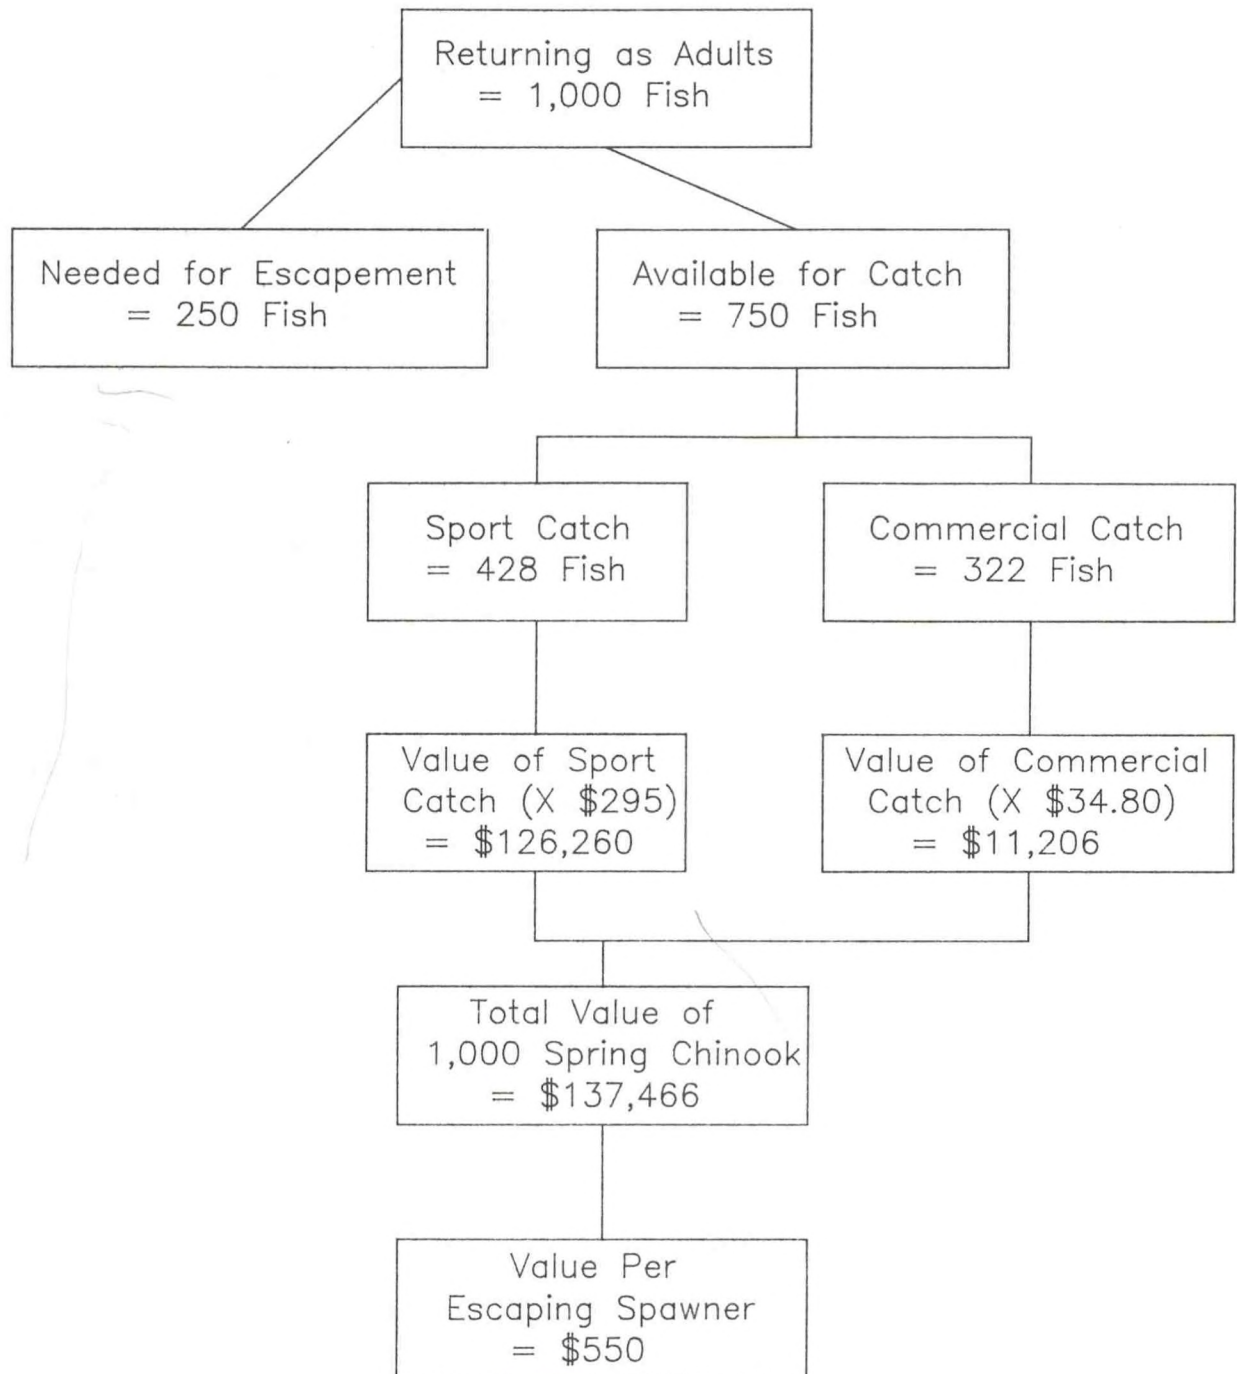 Returning as Adults
= 1,000 Fish
Needed for Escapement
= 250 Fish
Available for Catch
= 750 Fish
Sport Catch
= 428 Fish
Commercial Catch
= 322 Fish
Value of Sport
Catch (X $295)
= $126,260
Value of Commercial
Catch (X $34.80)
= $11,206
Total Value of
1,000 Spring Chinook
= $137,466
Value Per
Escaping Spawner
= $550